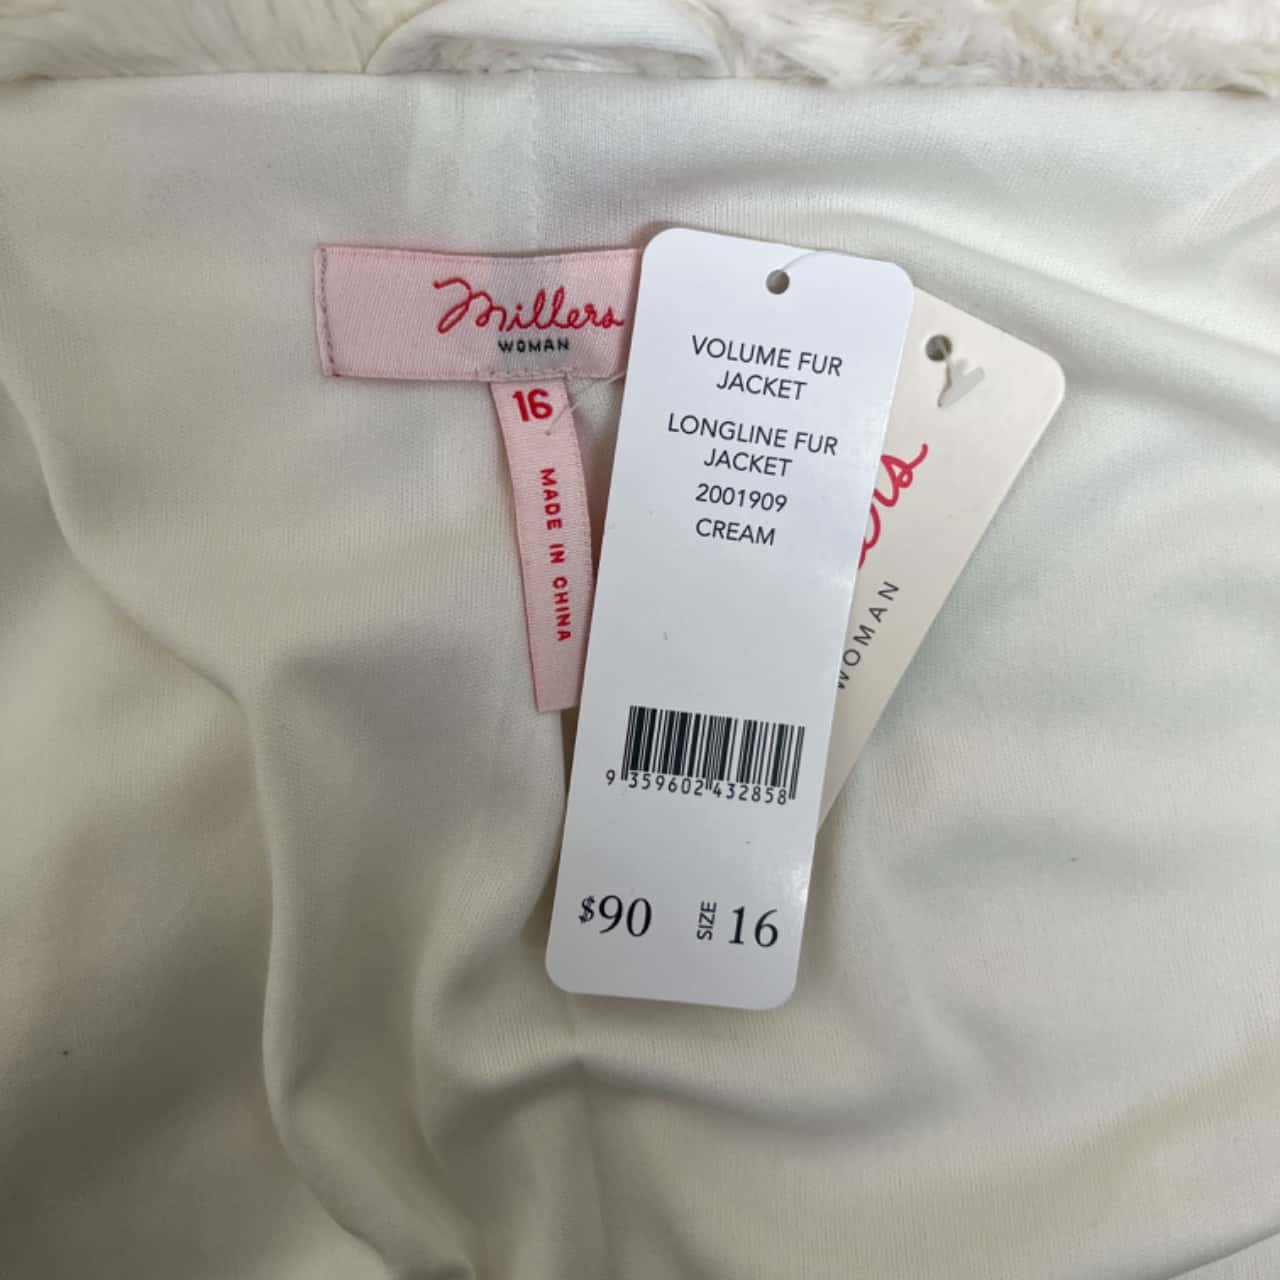 Millers
WOMAN
16
MADE IN CHINA
VOLUME FUR
JACKET
LONGLINE FUR
JACKET
2001909
CREAM
9 359602 432858
$90 SIZE 16
WOMAN